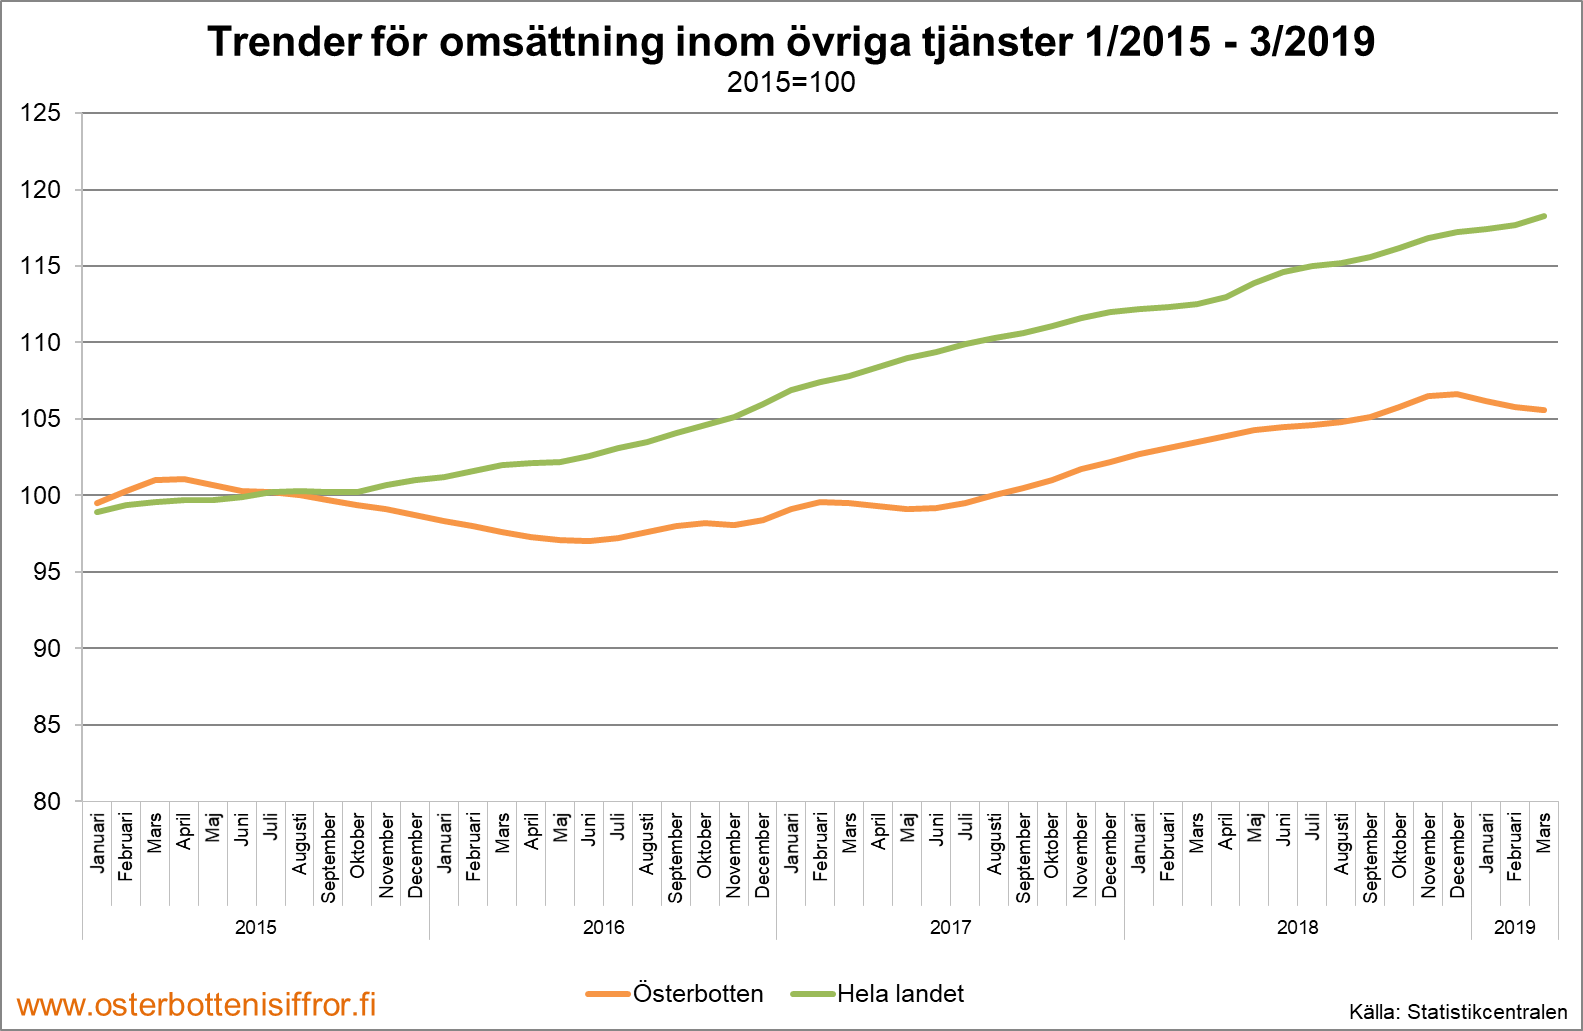 Trender för omsättning inom övriga tjänster 1/2015 - 3/2019
2015=100
125
120
115
110
105
100
95
90
85
80
Januari Februari Mars April Maj Juni Juli Augusti September Oktober November December Januari Februari Mars April Maj Juni Juli Augusti September Oktober November December Januari Februari Mars April Maj Juni Juli Augusti September Oktober November December Januari Februari Mars April Maj Juni Juli Augusti September Oktober November December Januari Februari Mars
2015 2016 2017 2018 2019
Österbotten Hela landet
www.osterbottenisiffror.fi
Källa: Statistikcentralen